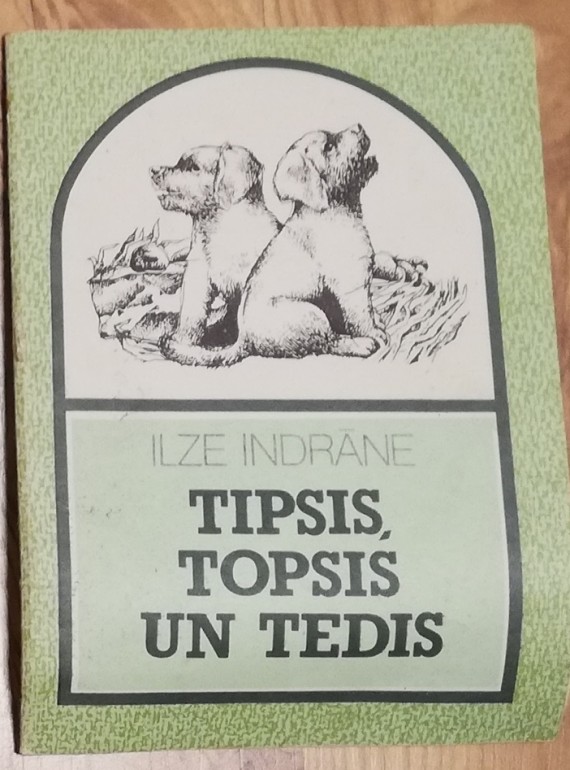 ILZE INDRĀNE
TIPSIS,
TOPSIS
UN TEDIS